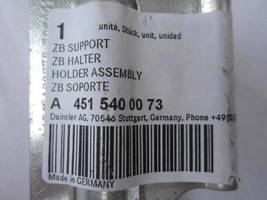 1 unité, Stück, unit, unidad
ZB SUPPORT
ZB HALTER
HOLDER ASSEMBLY
ZB SOPORTE
A 451 540 00 73
Daimler AG, 70546 Stuttgart, Germany, Phone +49(0)
Made in GERMANY